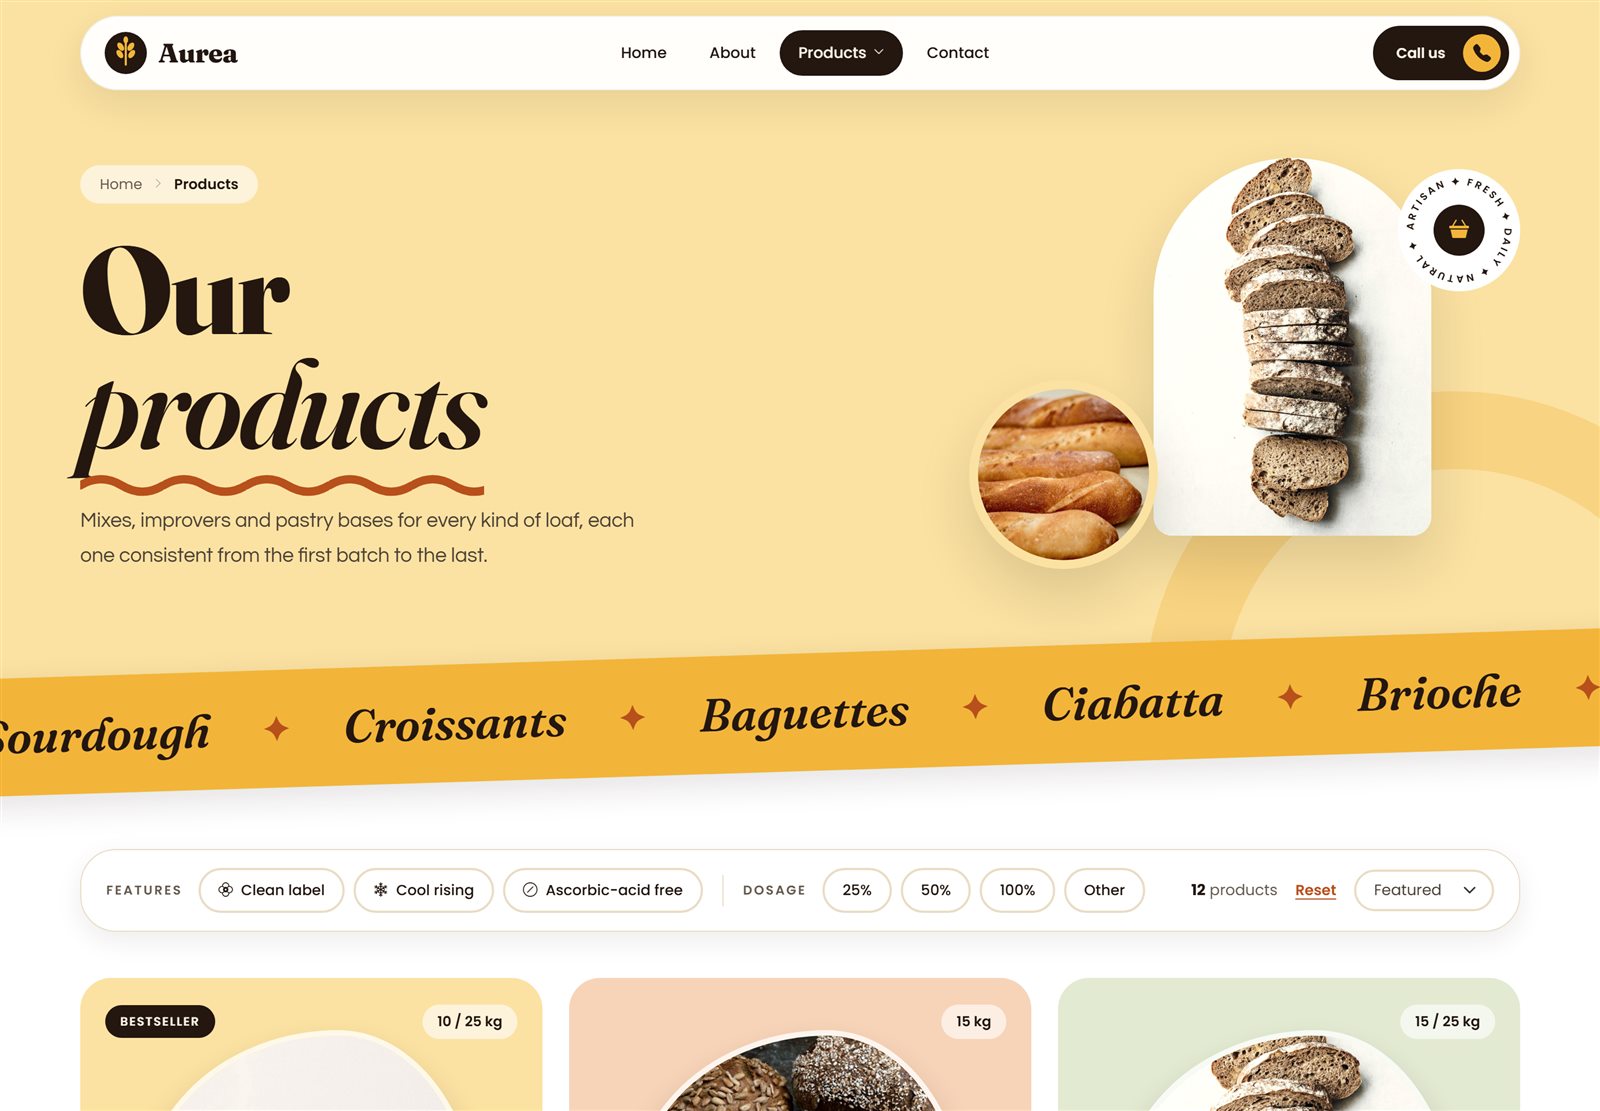 Aurea
Home About Products Contact
Call us
Home Products
ARTISAN ✦ FRESH ✦ DAILY ✦ NATURAL ✦
Our
products
Mixes, improvers and pastry bases for every kind of loaf, each
one consistent from the first batch to the last.
Sourdough ✦ Croissants ✦ Baguettes ✦ Ciabatta ✦ Brioche ✦
FEATURES Clean label Cool rising Ascorbic-acid free DOSAGE 25% 50% 100% Other 12 products Reset Featured
BESTSELLER 10 / 25 kg 15 kg 15 / 25 kg